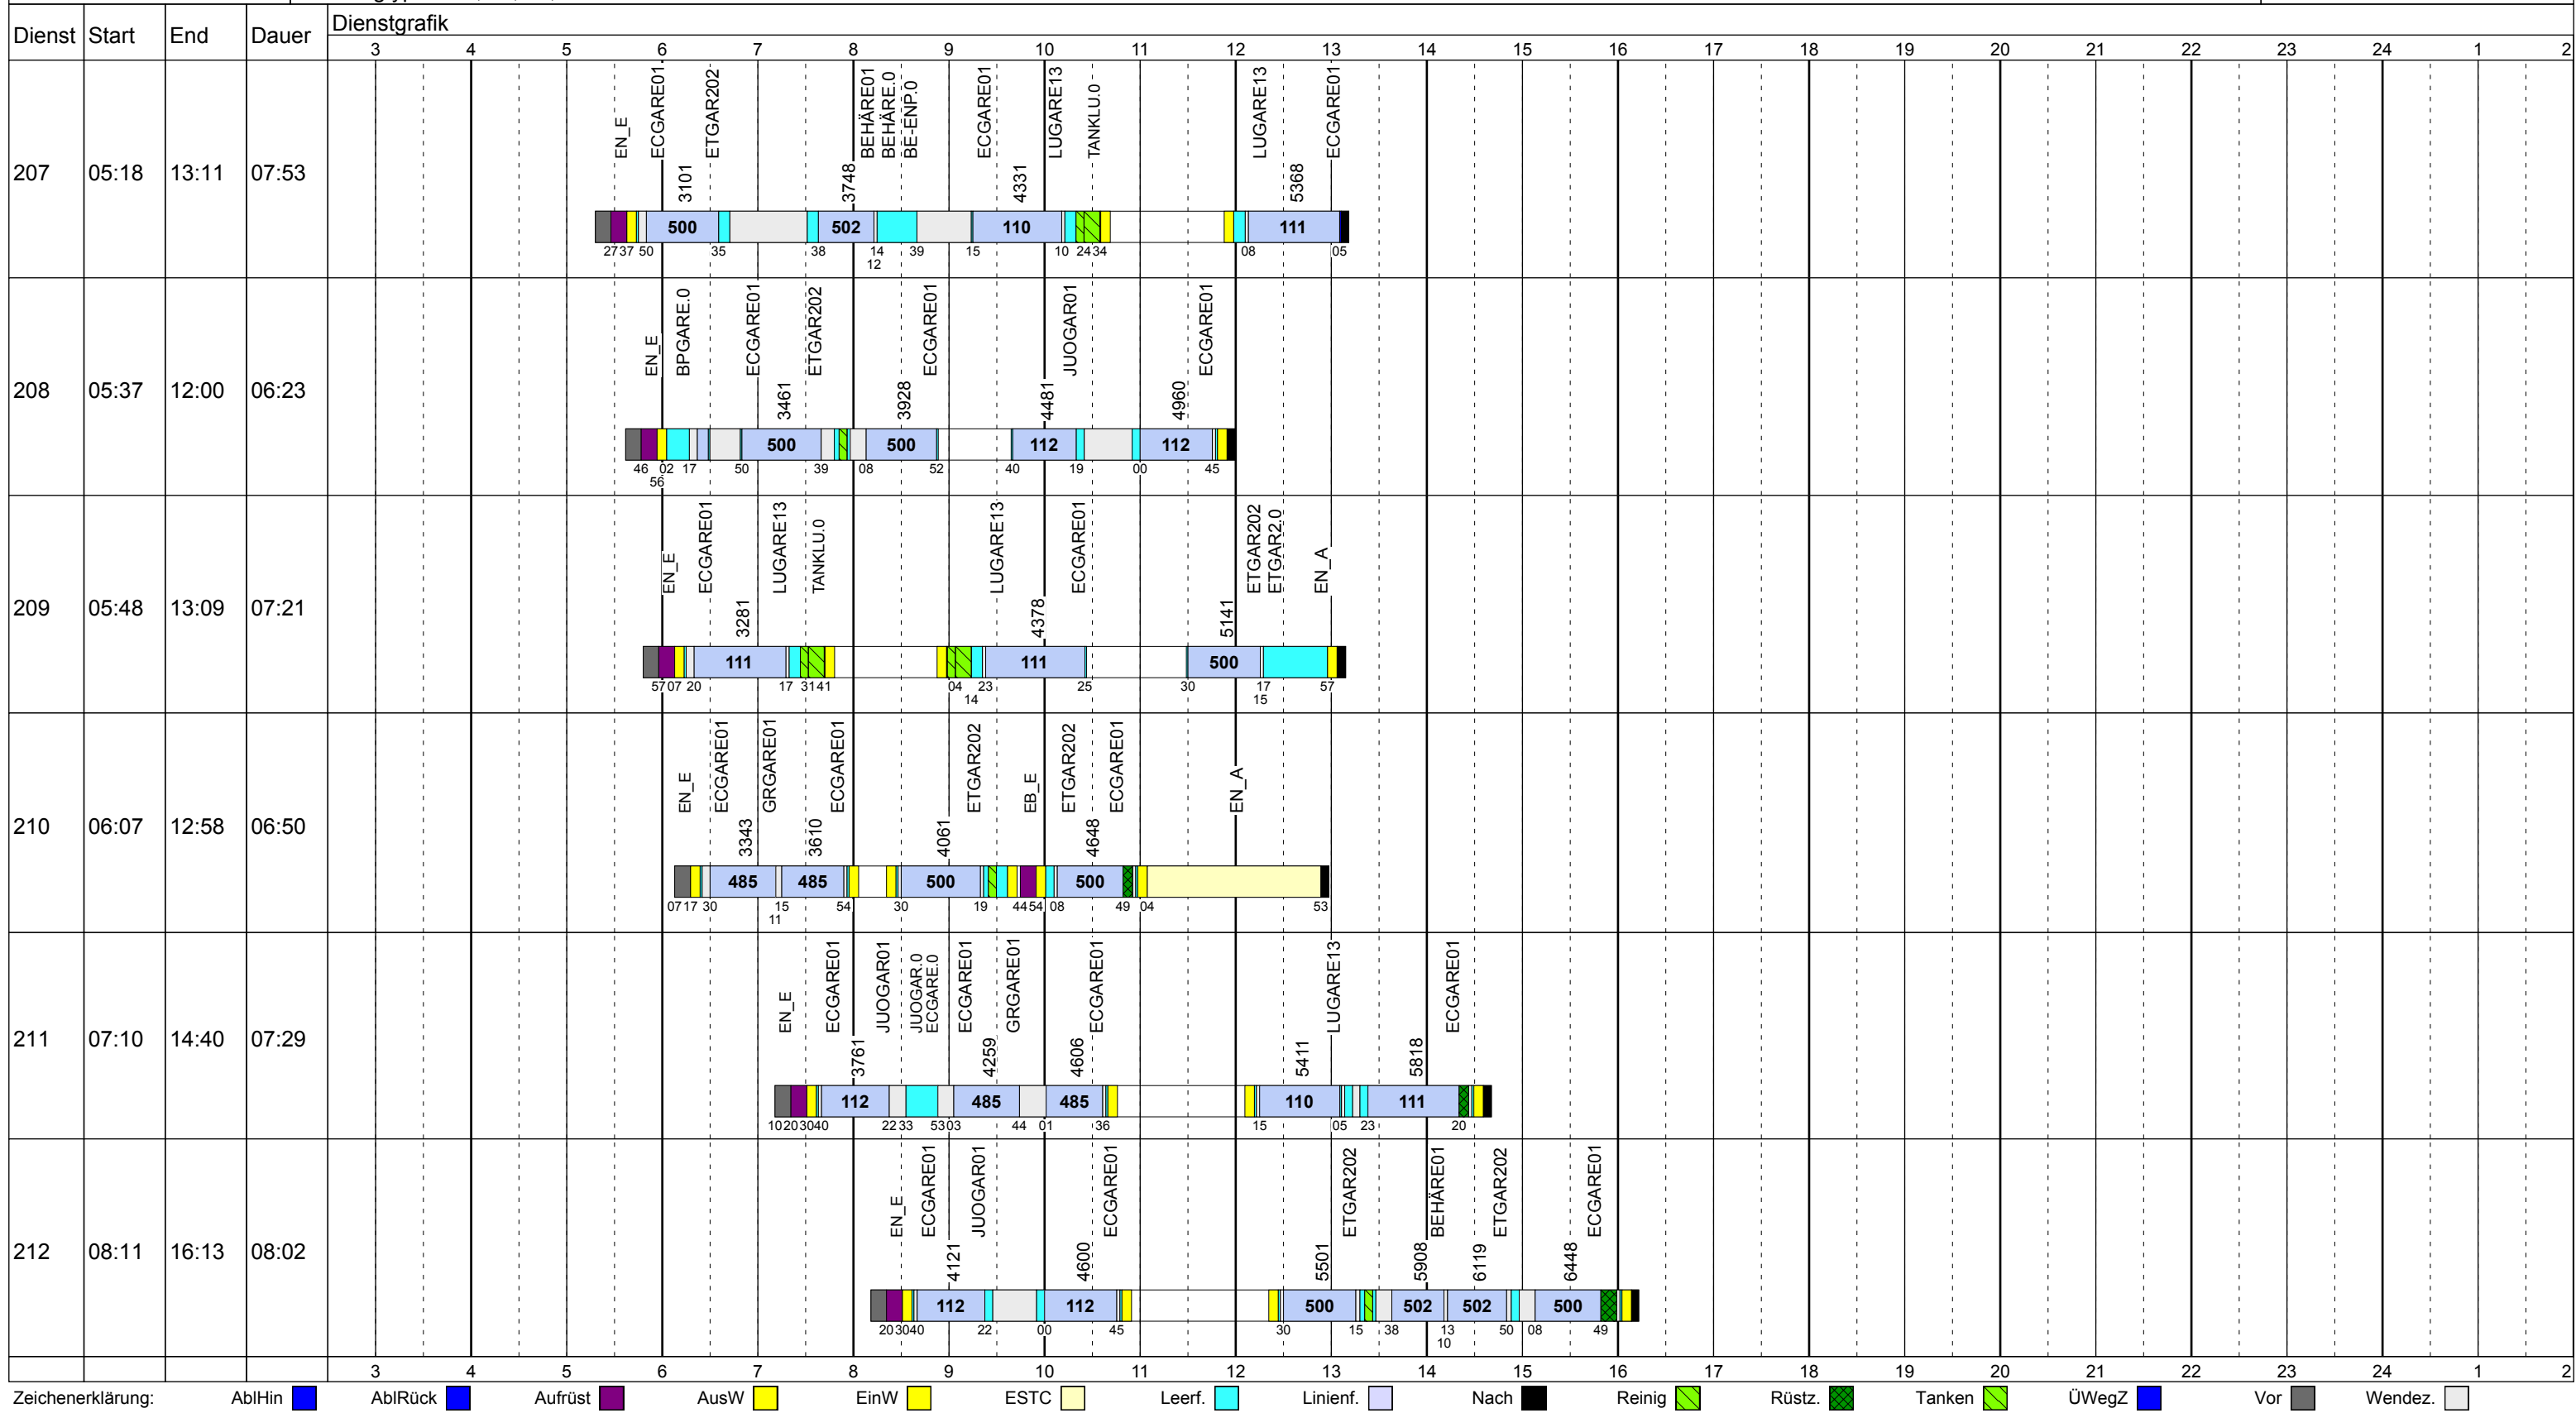 Dienst Start End Dauer Dienstgrafik
3 4 5 6 7 8 9 10 11 12 13 14 15 16 17 18 19 20 21 22 23 24 1 2
EN_E ECGARE01 ETGAR202 BEHÄRE01 BEHÄRE.0 BE-ENP.0 ECGARE01 LUGARE13 TANKLU.0 LUGARE13 ECGARE01
3101 3748 4331 5368
207 05:18 13:11 07:53
500 502 110 111
27 37 50 35 38 14 39 15 10 24 34 08 05
12
EN_E BPGARE.0 ECGARE01 ETGAR202 ECGARE01 JUOGAR01 ECGARE01
3461 3928 4481 4960
208 05:37 12:00 06:23
500 500 112 112
46 02 17 50 39 08 52 40 19 00 45
56
EN_E ECGARE01 LUGARE13 TANKLU.0 LUGARE13 ECGARE01 ETGAR202 ETGAR2.0 EN_A
3281 4378 5141
209 05:48 13:09 07:21
111 111 500
57 07 20 17 31 41 04 23 25 30 17 57
14 15
EN_E ECGARE01 GRGARE01 ECGARE01 ETGAR202 EB_E ETGAR202 ECGARE01 EN_A
3343 3610 4061 4648
210 06:07 12:58 06:50
485 485 500 500
07 17 30 15 54 30 19 44 54 08 49 04 53
11
EN_E ECGARE01 JUOGAR01 JUOGAR.0 ECGARE.0 ECGARE01 GRGARE01 ECGARE01 LUGARE13 ECGARE01
3761 4259 4606 5411 5818
211 07:10 14:40 07:29
112 485 485 110 111
10 20 30 40 22 33 53 03 44 01 36 15 05 23 20
EN_E ECGARE01 JUOGAR01 ECGARE01 ETGAR202 BEHÄRE01 ETGAR202 ECGARE01
4121 4600 5501 5908 6119 6448
212 08:11 16:13 08:02
112 112 500 502 502 500
20 30 40 22 00 45 30 15 38 13 50 08 49
10
3 4 5 6 7 8 9 10 11 12 13 14 15 16 17 18 19 20 21 22 23 24 1 2
Zeichenerklärung: AblHin AblRück Aufrüst AusW EinW ESTC Leerf. Linienf. Nach Reinig Rüstz. Tanken ÜWegZ Vor Wendez.